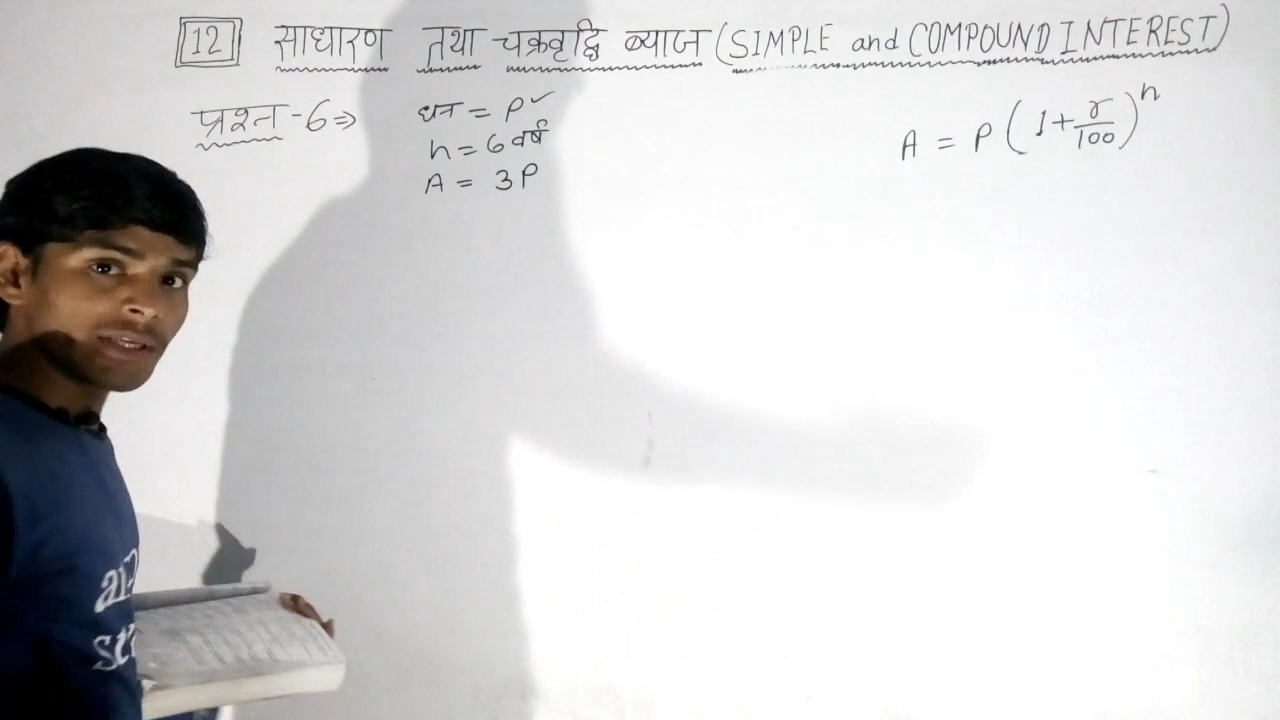 12 साधारण तथा चक्रवृद्धि ब्याज (SIMPLE and COMPOUND INTEREST)
प्रश्न-6⇒ धन = P✓
n = 6 वर्ष
A = 3P
A = P(1+r/100)^n